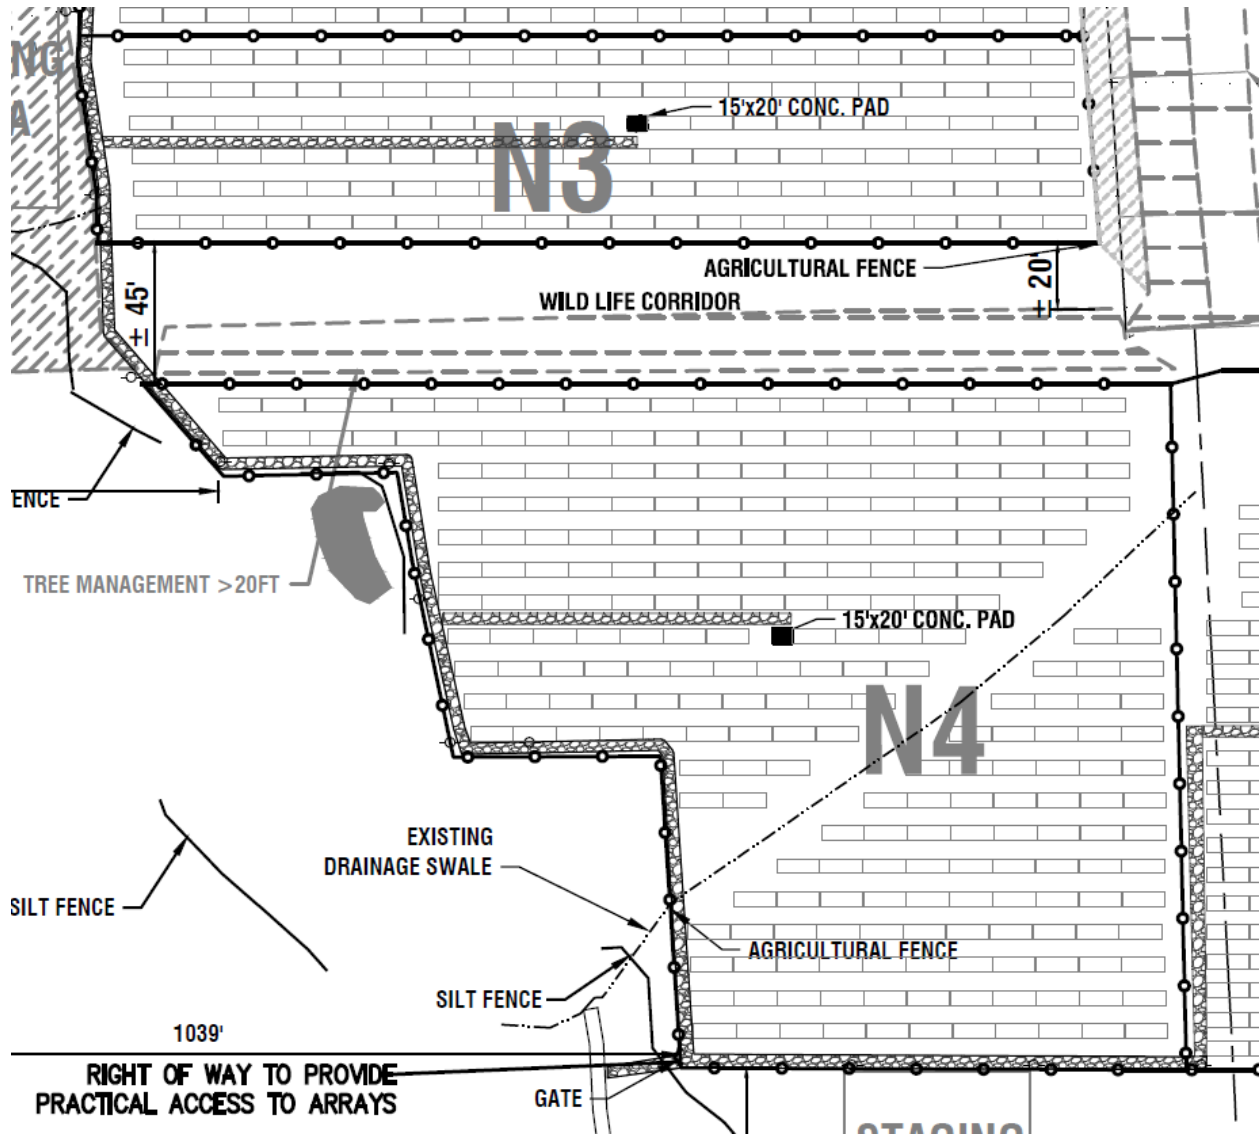 NG
A
15'x20' CONC. PAD
N3
AGRICULTURAL FENCE
± 45'
± 20'
WILD LIFE CORRIDOR
ENCE
TREE MANAGEMENT >20FT
15'x20' CONC. PAD
N4
EXISTING
DRAINAGE SWALE
SILT FENCE
AGRICULTURAL FENCE
SILT FENCE
1039'
RIGHT OF WAY TO PROVIDE
PRACTICAL ACCESS TO ARRAYS
GATE
STAGING